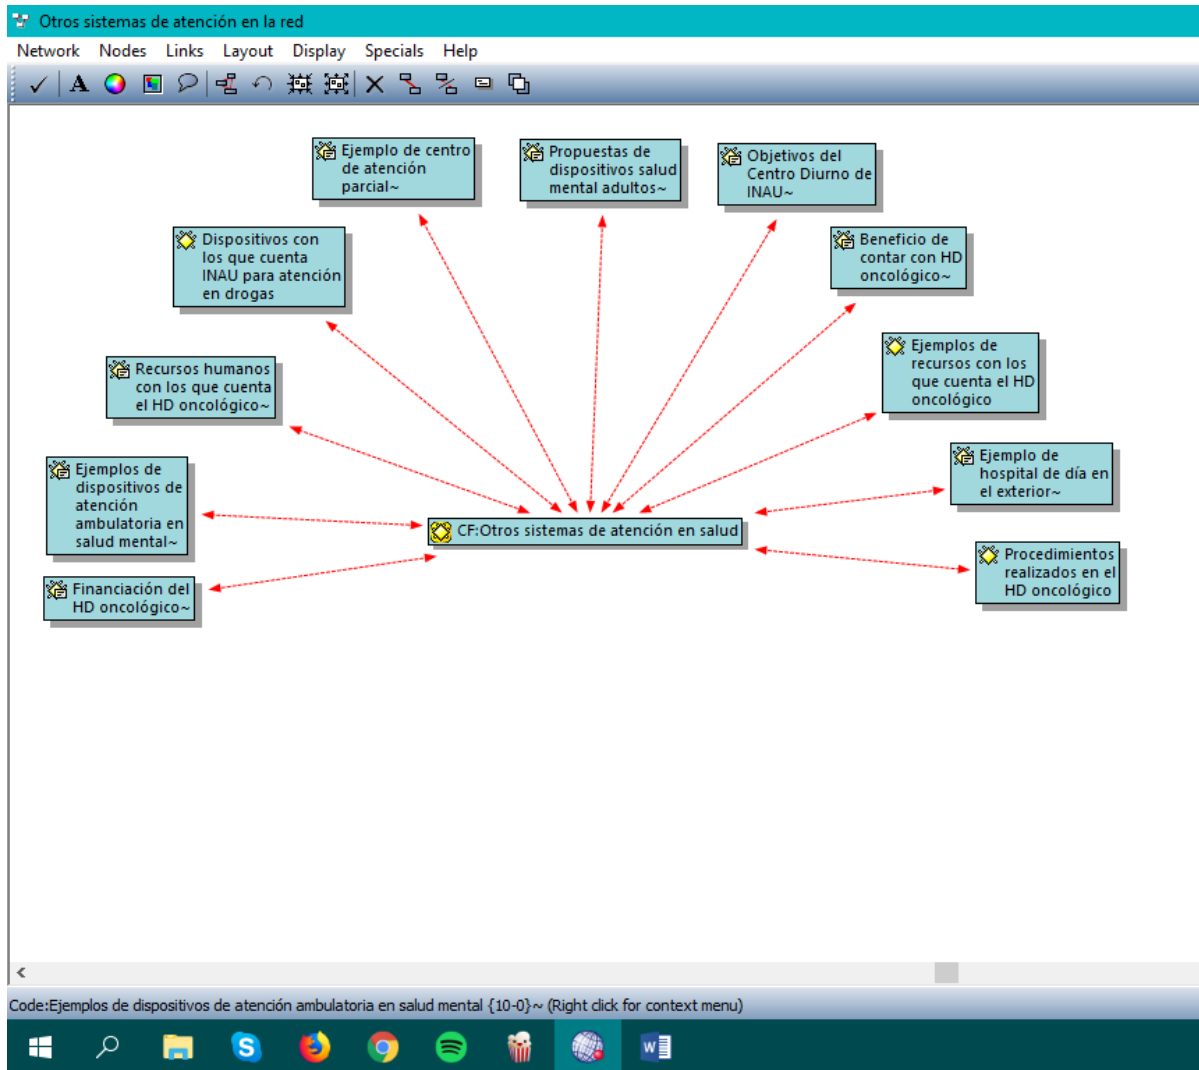 Otros sistemas de atención en la red
Network Nodes Links Layout Display Specials Help
A
Ejemplo de centro
de atención
parcial~
Propuestas de
dispositivos salud
mental adultos~
Objetivos del
Centro Diurno de
INAU~
Dispositivos con
los que cuenta
INAU para atención
en drogas
Beneficio de
contar con HD
oncológico~
Recursos humanos
con los que cuenta
el HD oncológico~
Ejemplos de
recursos con los
que cuenta el HD
oncológico
Ejemplos de
dispositivos de
atención
ambulatoria en
salud mental~
Ejemplo de
hospital de día en
el exterior~
CF:Otros sistemas de atención en salud
Financiación del
HD oncológico~
Procedimientos
realizados en el
HD oncológico
Code:Ejemplos de dispositivos de atención ambulatoria en salud mental {10-0}~ (Right click for context menu)